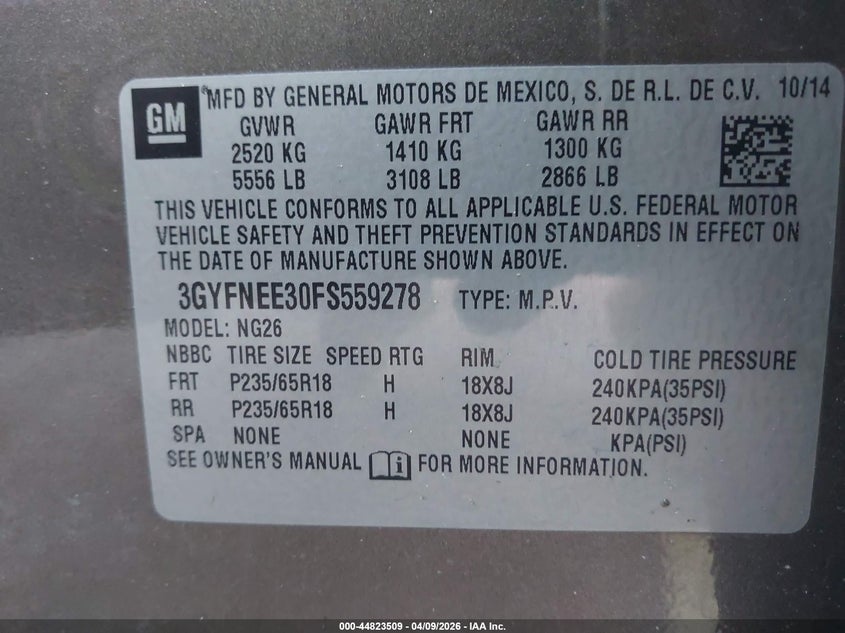 GM
MFD BY GENERAL MOTORS DE MEXICO, S. DE R.L. DE C.V. 10/14
GVWR GAWR FRT GAWR RR
2520 KG 1410 KG 1300 KG
5556 LB 3108 LB 2866 LB
THIS VEHICLE CONFORMS TO ALL APPLICABLE U.S. FEDERAL MOTOR
VEHICLE SAFETY AND THEFT PREVENTION STANDARDS IN EFFECT ON
THE DATE OF MANUFACTURE SHOWN ABOVE.
3GYFNEE30FS559278 TYPE: M.P.V.
MODEL: NG26
NBBC TIRE SIZE SPEED RTG RIM COLD TIRE PRESSURE
FRT P235/65R18 H 18X8J 240KPA(35PSI)
RR P235/65R18 H 18X8J 240KPA(35PSI)
SPA NONE NONE KPA(PSI)
SEE OWNER'S MANUAL i FOR MORE INFORMATION.
000-44823509 - 04/09/2026 - IAA Inc.